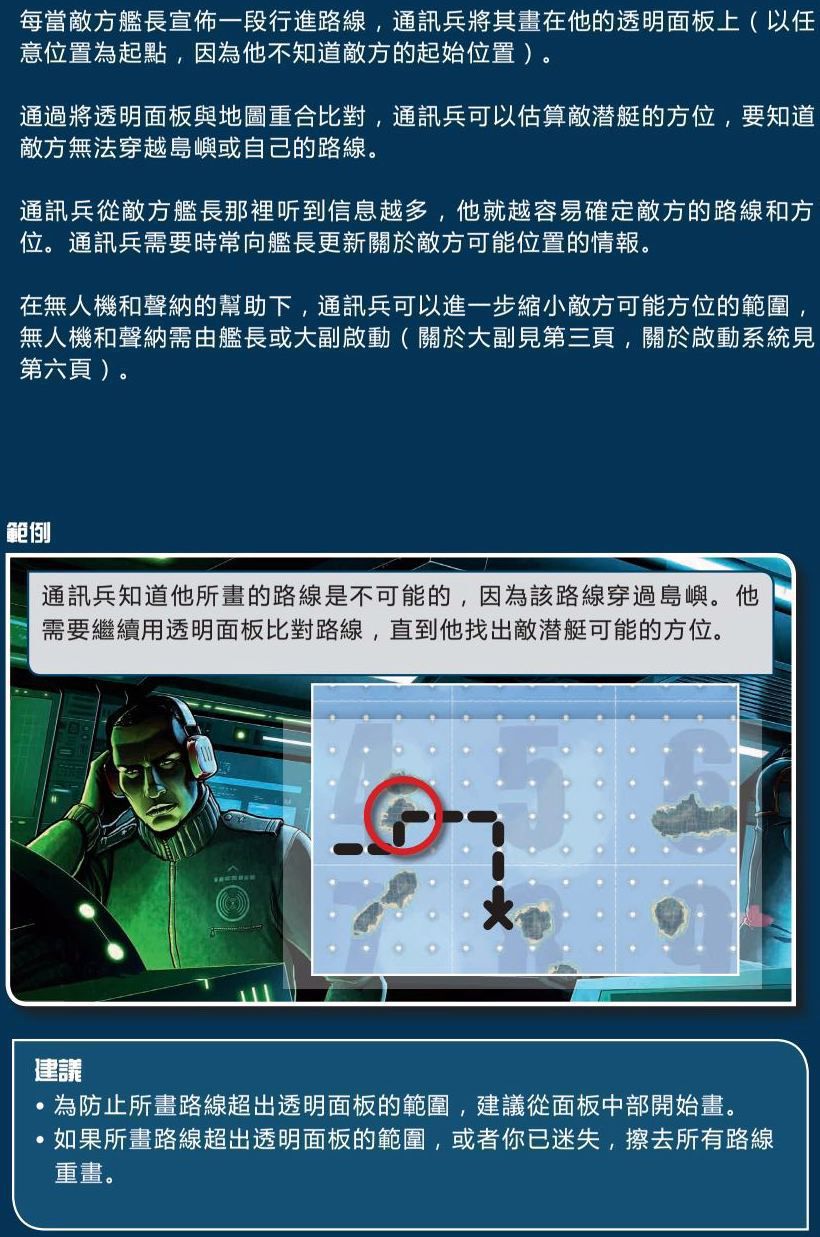 每當敵方艦長宣佈一段行進路線，通訊兵將其畫在他的透明面板上（以任
意位置為起點，因為他不知道敵方的起始位置）。
通過將透明面板與地圖重合比對，通訊兵可以估算敵潜艇的方位，要知道
敵方無法穿越島嶼或自己的路線。
通訊兵從敵方艦長那裡听到信息越多，他就越容易確定敵方的路線和方
位。通訊兵需要時常向艦長更新關於敵方可能位置的情報。
在無人機和聲納的幫助下，通訊兵可以進一步縮小敵方可能方位的範圍，
無人機和聲納需由艦長或大副啟動（關於大副見第三頁，關於啟動系統見
第六頁）。
範例
通訊兵知道他所畫的路線是不可能的，因為該路線穿過島嶼。他
需要繼續用透明面板比對路線，直到他找出敵潜艇可能的方位。
4 5 6
7 8 9
建議
• 為防止所畫路線超出透明面板的範圍，建議從面板中部開始畫。
• 如果所畫路線超出透明面板的範圍，或者你已迷失，擦去所有路線
重畫。